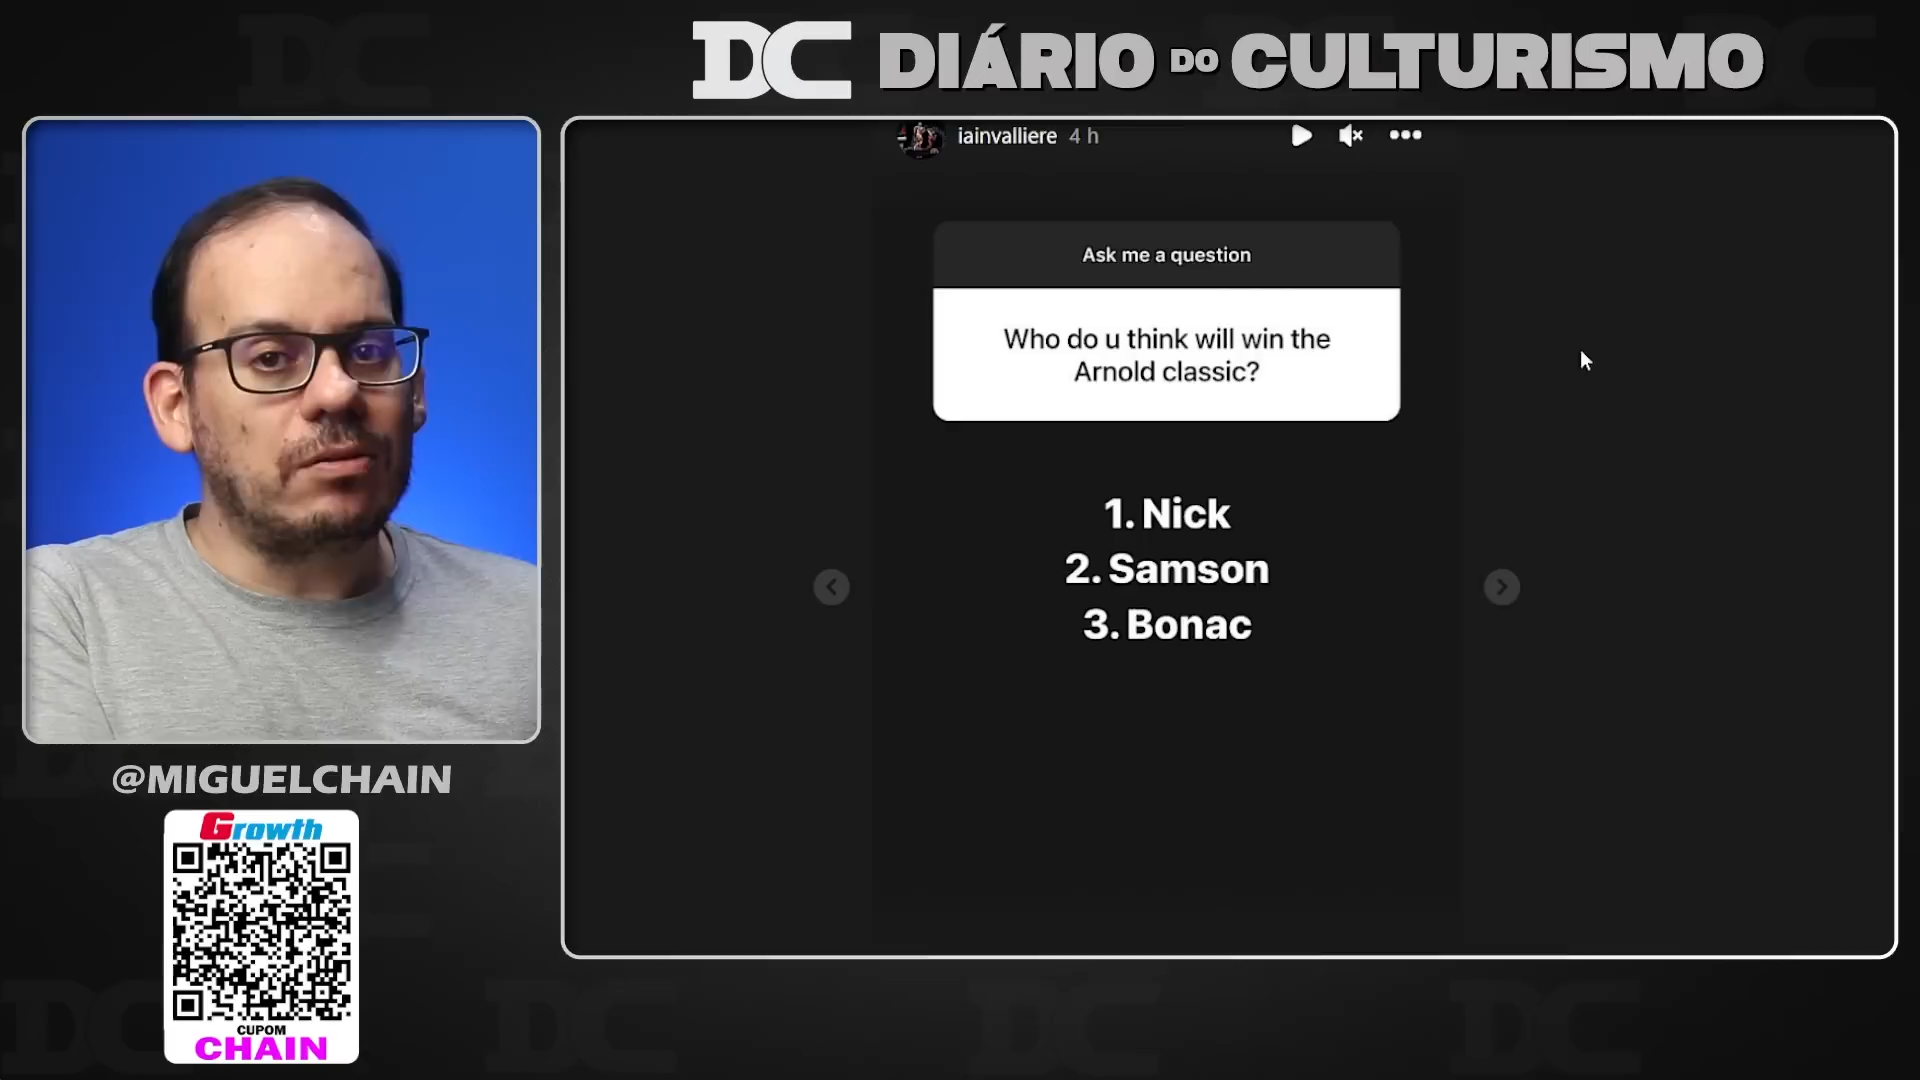 DC DIÁRIO DO CULTURISMO
iainvalliere 4 h
Ask me a question
Who do u think will win the
Arnold classic?
1. Nick
2. Samson
3. Bonac
@MIGUELCHAIN
Growth
CUPOM
CHAIN